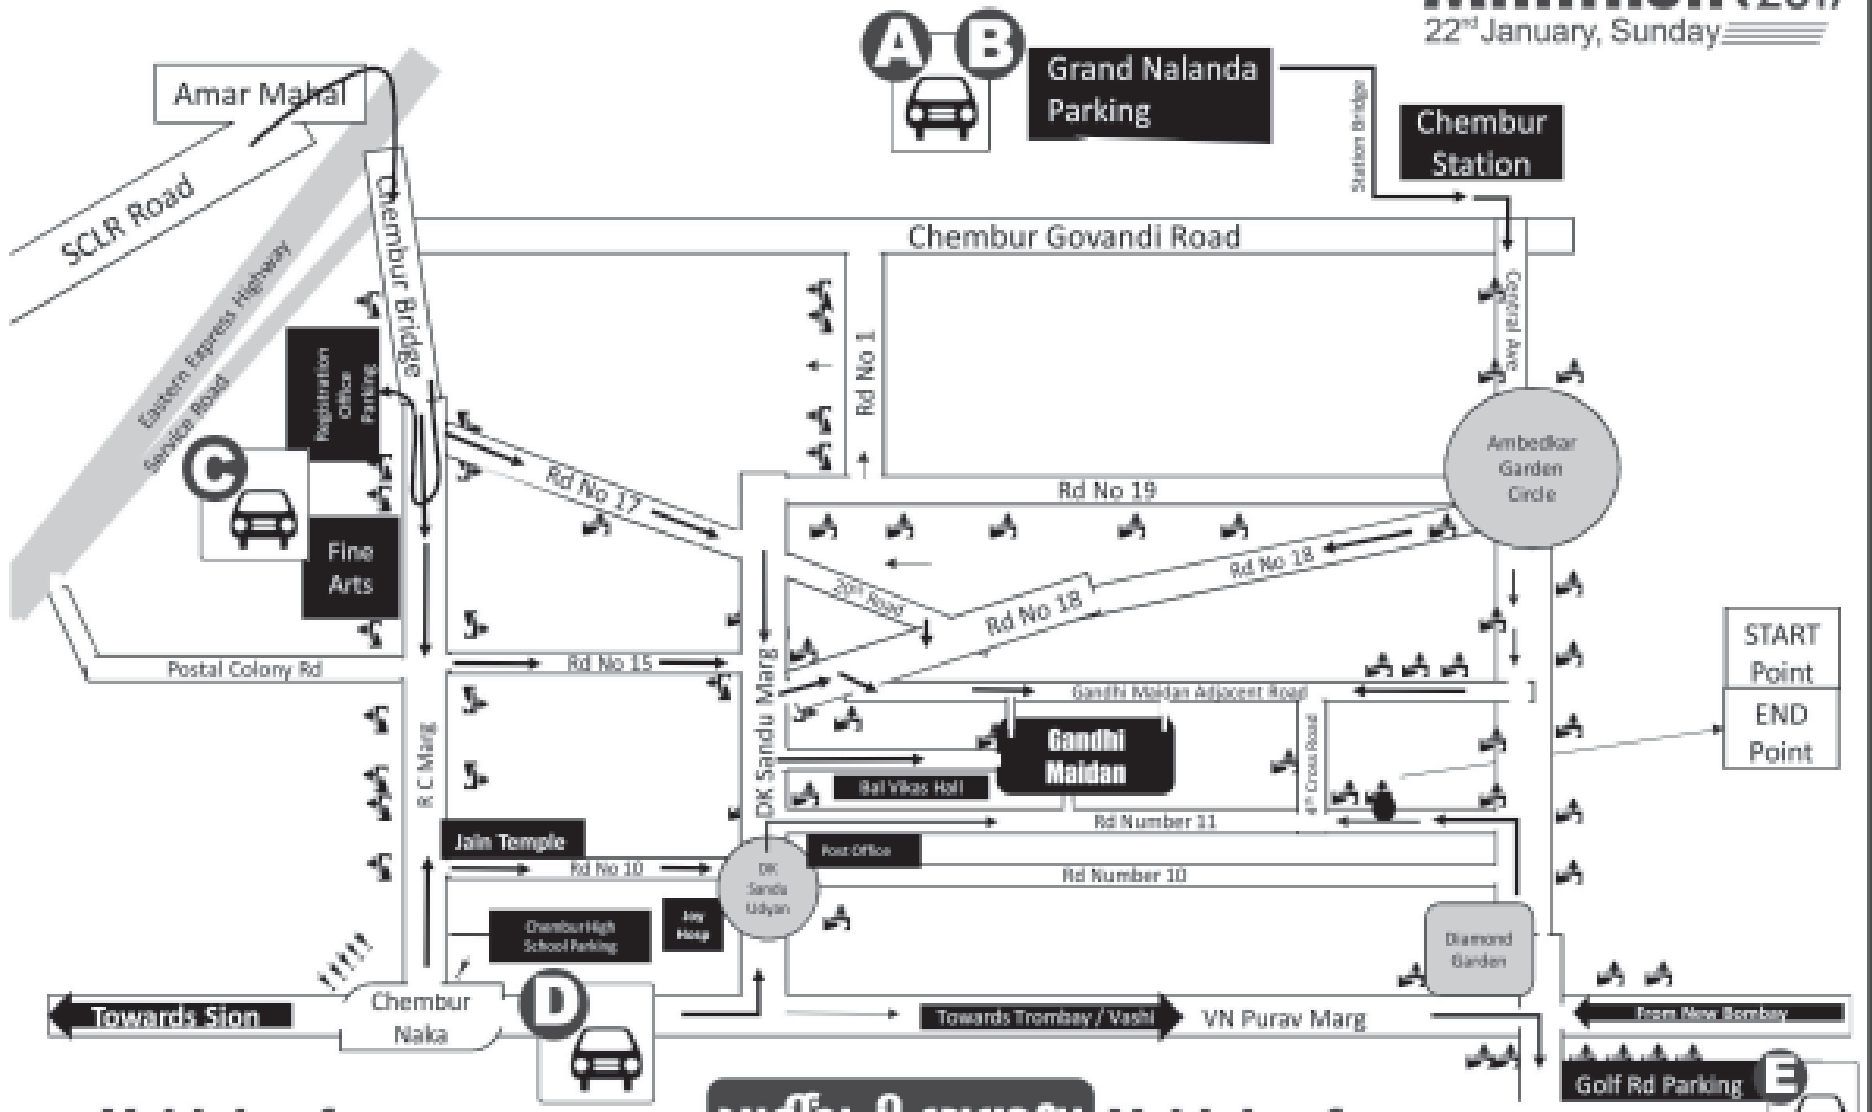 2017
22nd January, Sunday
A B
Grand Nalanda
Parking
Station Bridge
Chembur
Station
Amar Mahal
SCLR Road
Chembur Bridge
Chembur Govandi Road
Eastern Express Highway
Service Road
Registration
Office
Parking
C
Fine
Arts
Rd No 1
Central Ave
Ambedkar
Garden
Circle
Rd No 17
Rd No 19
Rd No 18
20th Road
Rd No 18
START
Point
END
Point
Postal Colony Rd
Rd No 15
DK Sandu Marg
Gandhi Maidan Adjacent Road
Gandhi
Maidan
4th Cross Road
R C Marg
Bal Vikas Hall
Rd Number 11
Jain Temple
Post Office
Rd No 10
DK
Sandu
Udyan
Rd Number 10
Chembur High
School Parking
Joy
Hosp
Diamond
Garden
Towards Sion
Chembur
Naka
D
Towards Trombay / Vashi
VN Purav Marg
From New Bombay
Golf Rd Parking
E